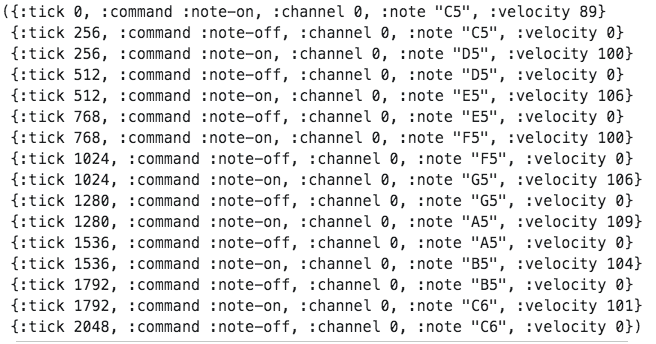 ({:tick 0, :command :note-on, :channel 0, :note "C5", :velocity 89}
{:tick 256, :command :note-off, :channel 0, :note "C5", :velocity 0}
{:tick 256, :command :note-on, :channel 0, :note "D5", :velocity 100}
{:tick 512, :command :note-off, :channel 0, :note "D5", :velocity 0}
{:tick 512, :command :note-on, :channel 0, :note "E5", :velocity 106}
{:tick 768, :command :note-off, :channel 0, :note "E5", :velocity 0}
{:tick 768, :command :note-on, :channel 0, :note "F5", :velocity 100}
{:tick 1024, :command :note-off, :channel 0, :note "F5", :velocity 0}
{:tick 1024, :command :note-on, :channel 0, :note "G5", :velocity 106}
{:tick 1280, :command :note-off, :channel 0, :note "G5", :velocity 0}
{:tick 1280, :command :note-on, :channel 0, :note "A5", :velocity 109}
{:tick 1536, :command :note-off, :channel 0, :note "A5", :velocity 0}
{:tick 1536, :command :note-on, :channel 0, :note "B5", :velocity 104}
{:tick 1792, :command :note-off, :channel 0, :note "B5", :velocity 0}
{:tick 1792, :command :note-on, :channel 0, :note "C6", :velocity 101}
{:tick 2048, :command :note-off, :channel 0, :note "C6", :velocity 0})